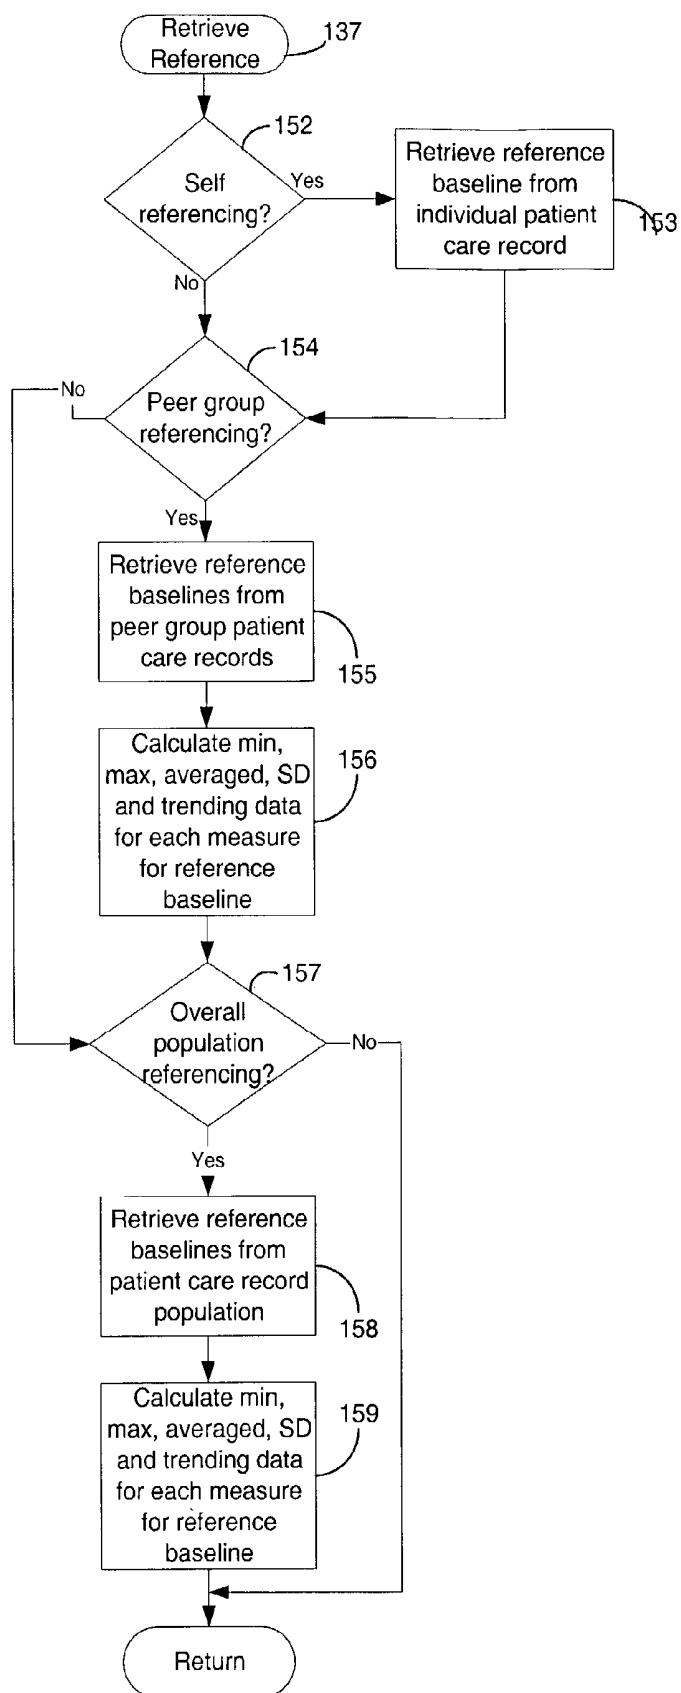 Retrieve
Reference
137
152
Self
referencing?
Yes
Retrieve reference
baseline from
individual patient
care record
153
No
154
No
Peer group
referencing?
Yes
Retrieve reference
baselines from
peer group patient
care records
155
Calculate min,
max, averaged, SD
and trending data
for each measure
for reference
baseline
156
157
Overall
population
referencing?
No
Yes
Retrieve reference
baselines from
patient care record
population
158
Calculate min,
max, averaged, SD
and trending data
for each measure
for reference
baseline
159
Return